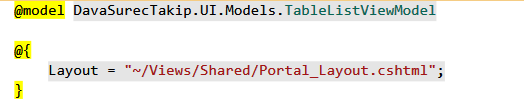 @model DavaSurecTakip.UI.Models.TableListViewModel
@{
    Layout = "~/Views/Shared/Portal_Layout.cshtml";
}